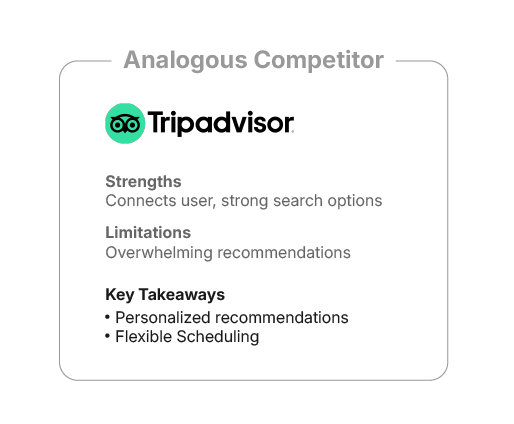 Analogous Competitor
Tripadvisor
Strengths
Connects user, strong search options
Limitations
Overwhelming recommendations
Key Takeaways
• Personalized recommendations
• Flexible Scheduling